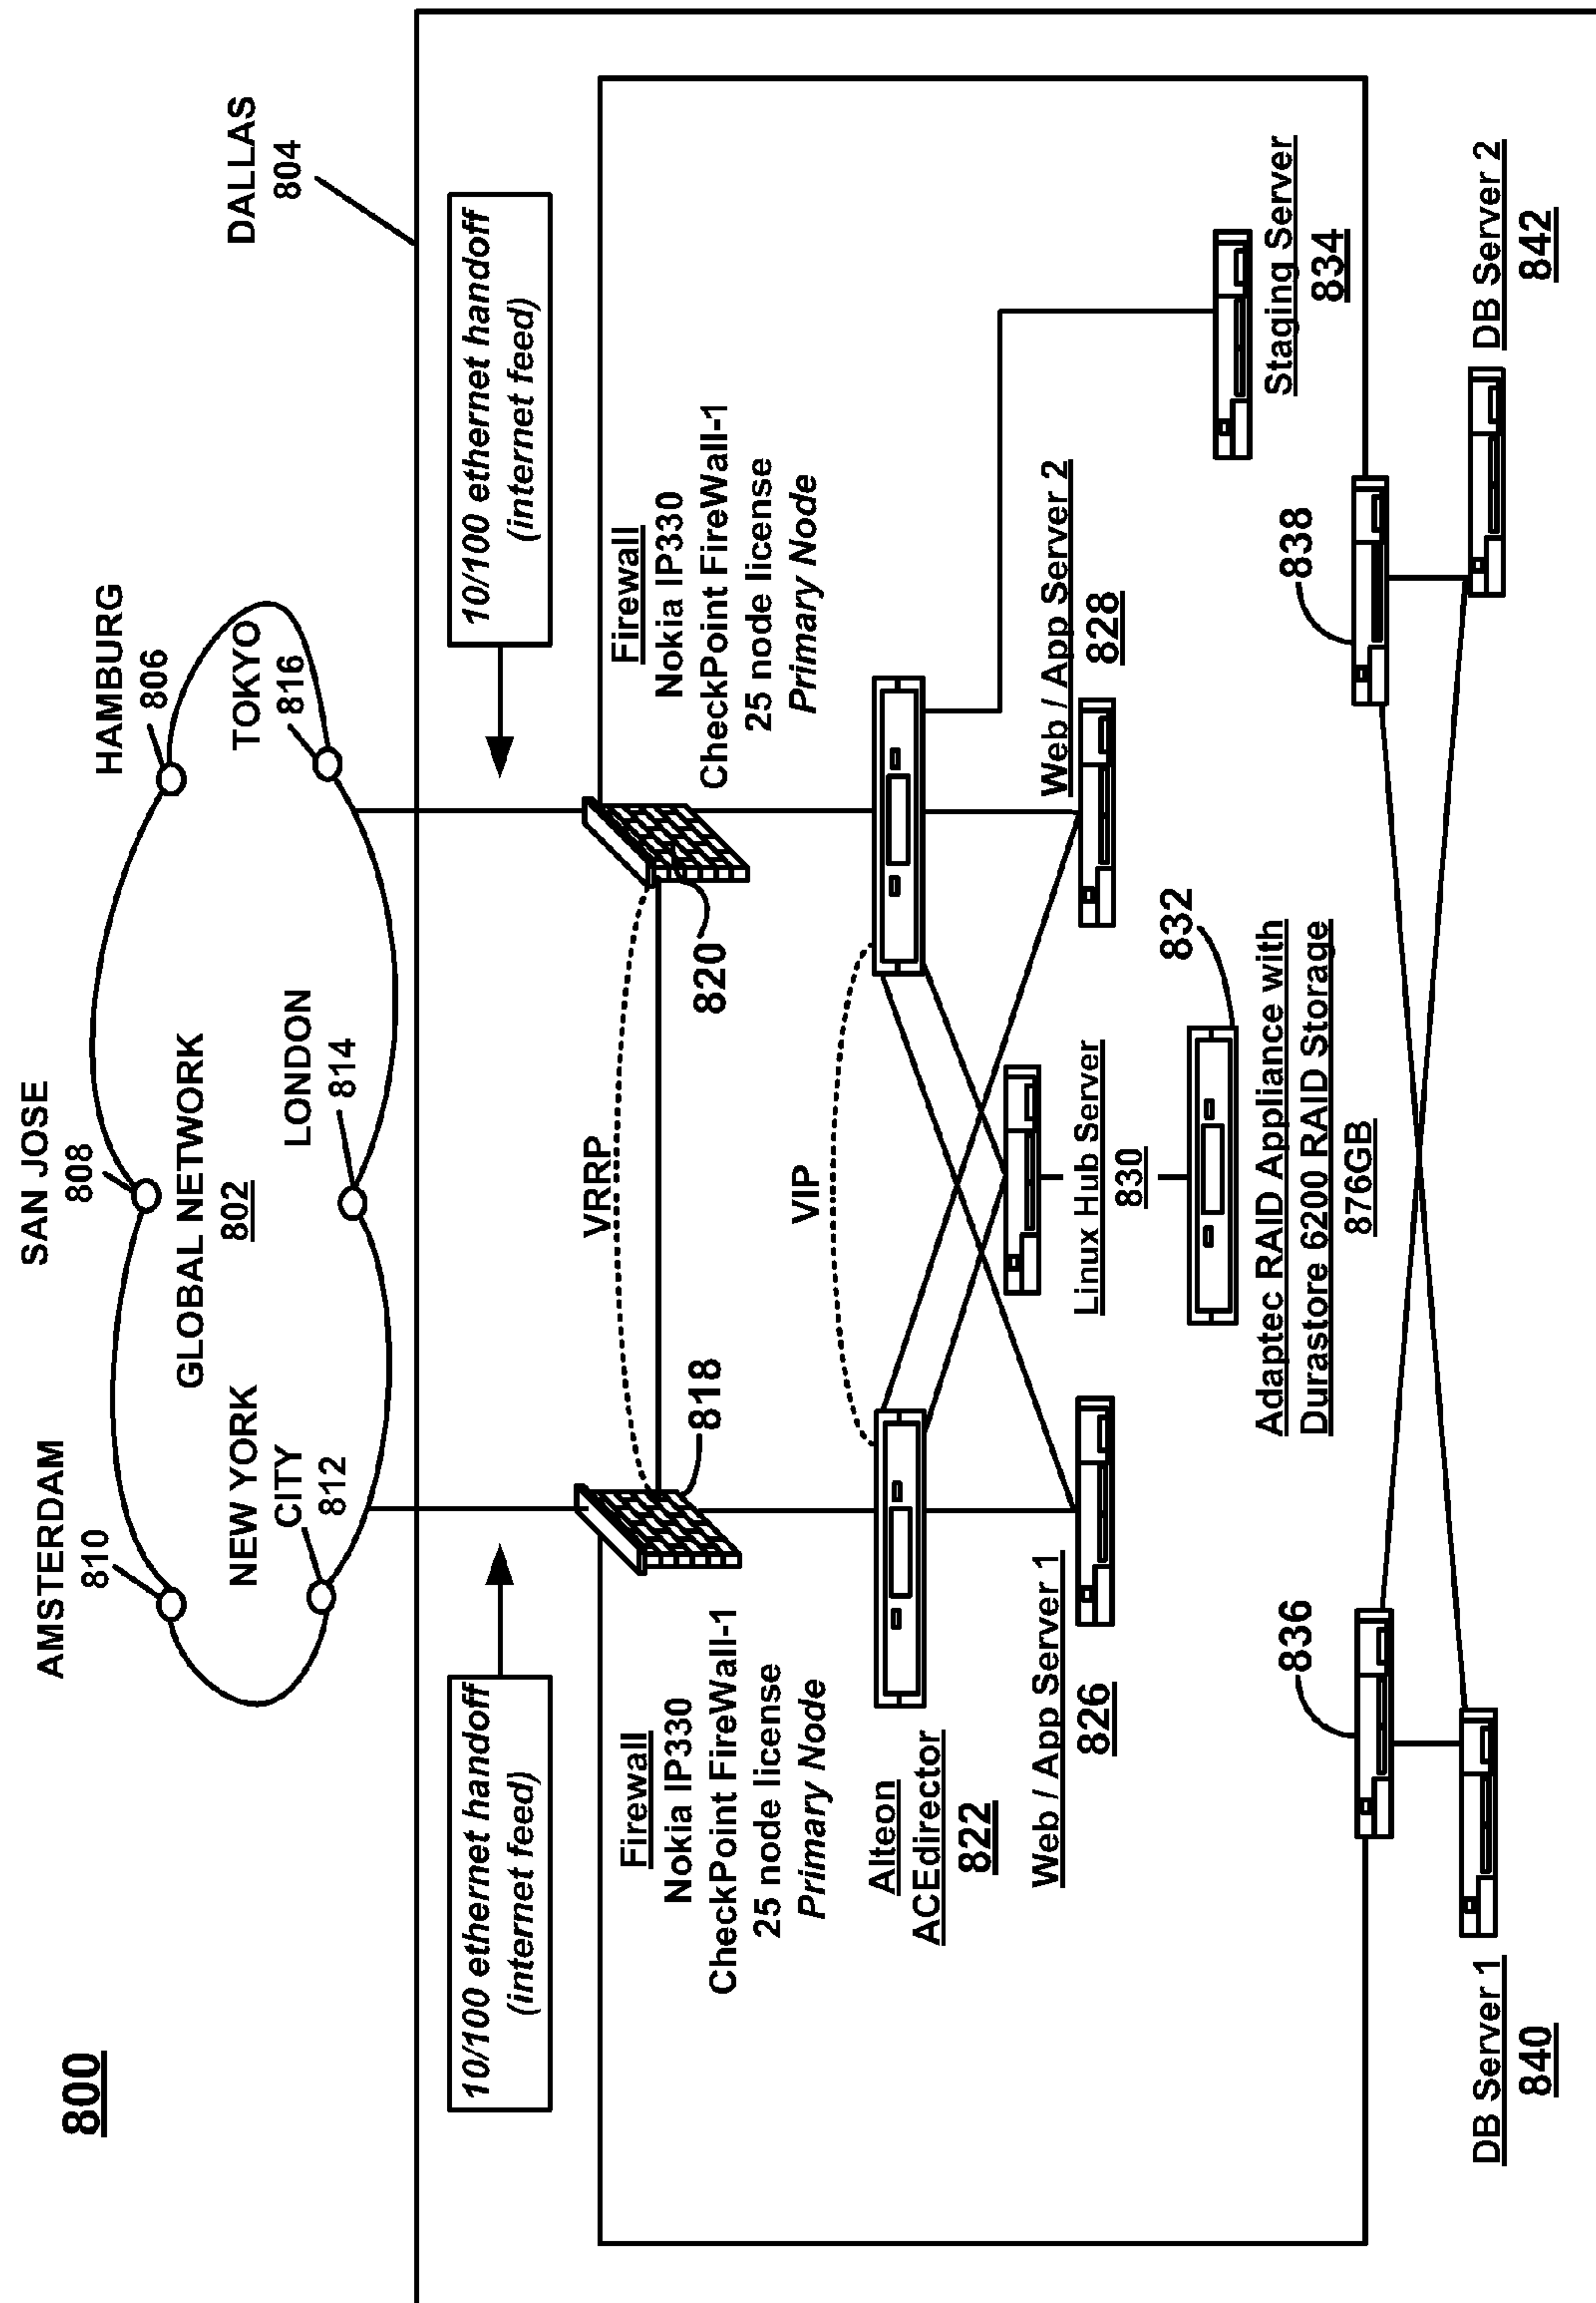 800
AMSTERDAM
810
SAN JOSE
808
HAMBURG
806
DALLAS
804
GLOBAL NETWORK
802
NEW YORK
CITY
812
LONDON
814
TOKYO
816
10/100 ethernet handoff
(internet feed)
10/100 ethernet handoff
(internet feed)
Firewall
Nokia IP330
CheckPoint FireWall-1
25 node license
Primary Node
818
VRRP
820
Firewall
Nokia IP330
CheckPoint FireWall-1
25 node license
Primary Node
Alteon
ACEdirector
822
VIP
Web / App Server 1
826
Linux Hub Server
830
Web / App Server 2
828
832
Adaptec RAID Appliance with
Durastore 6200 RAID Storage
876GB
Staging Server
834
836
838
DB Server 1
840
DB Server 2
842